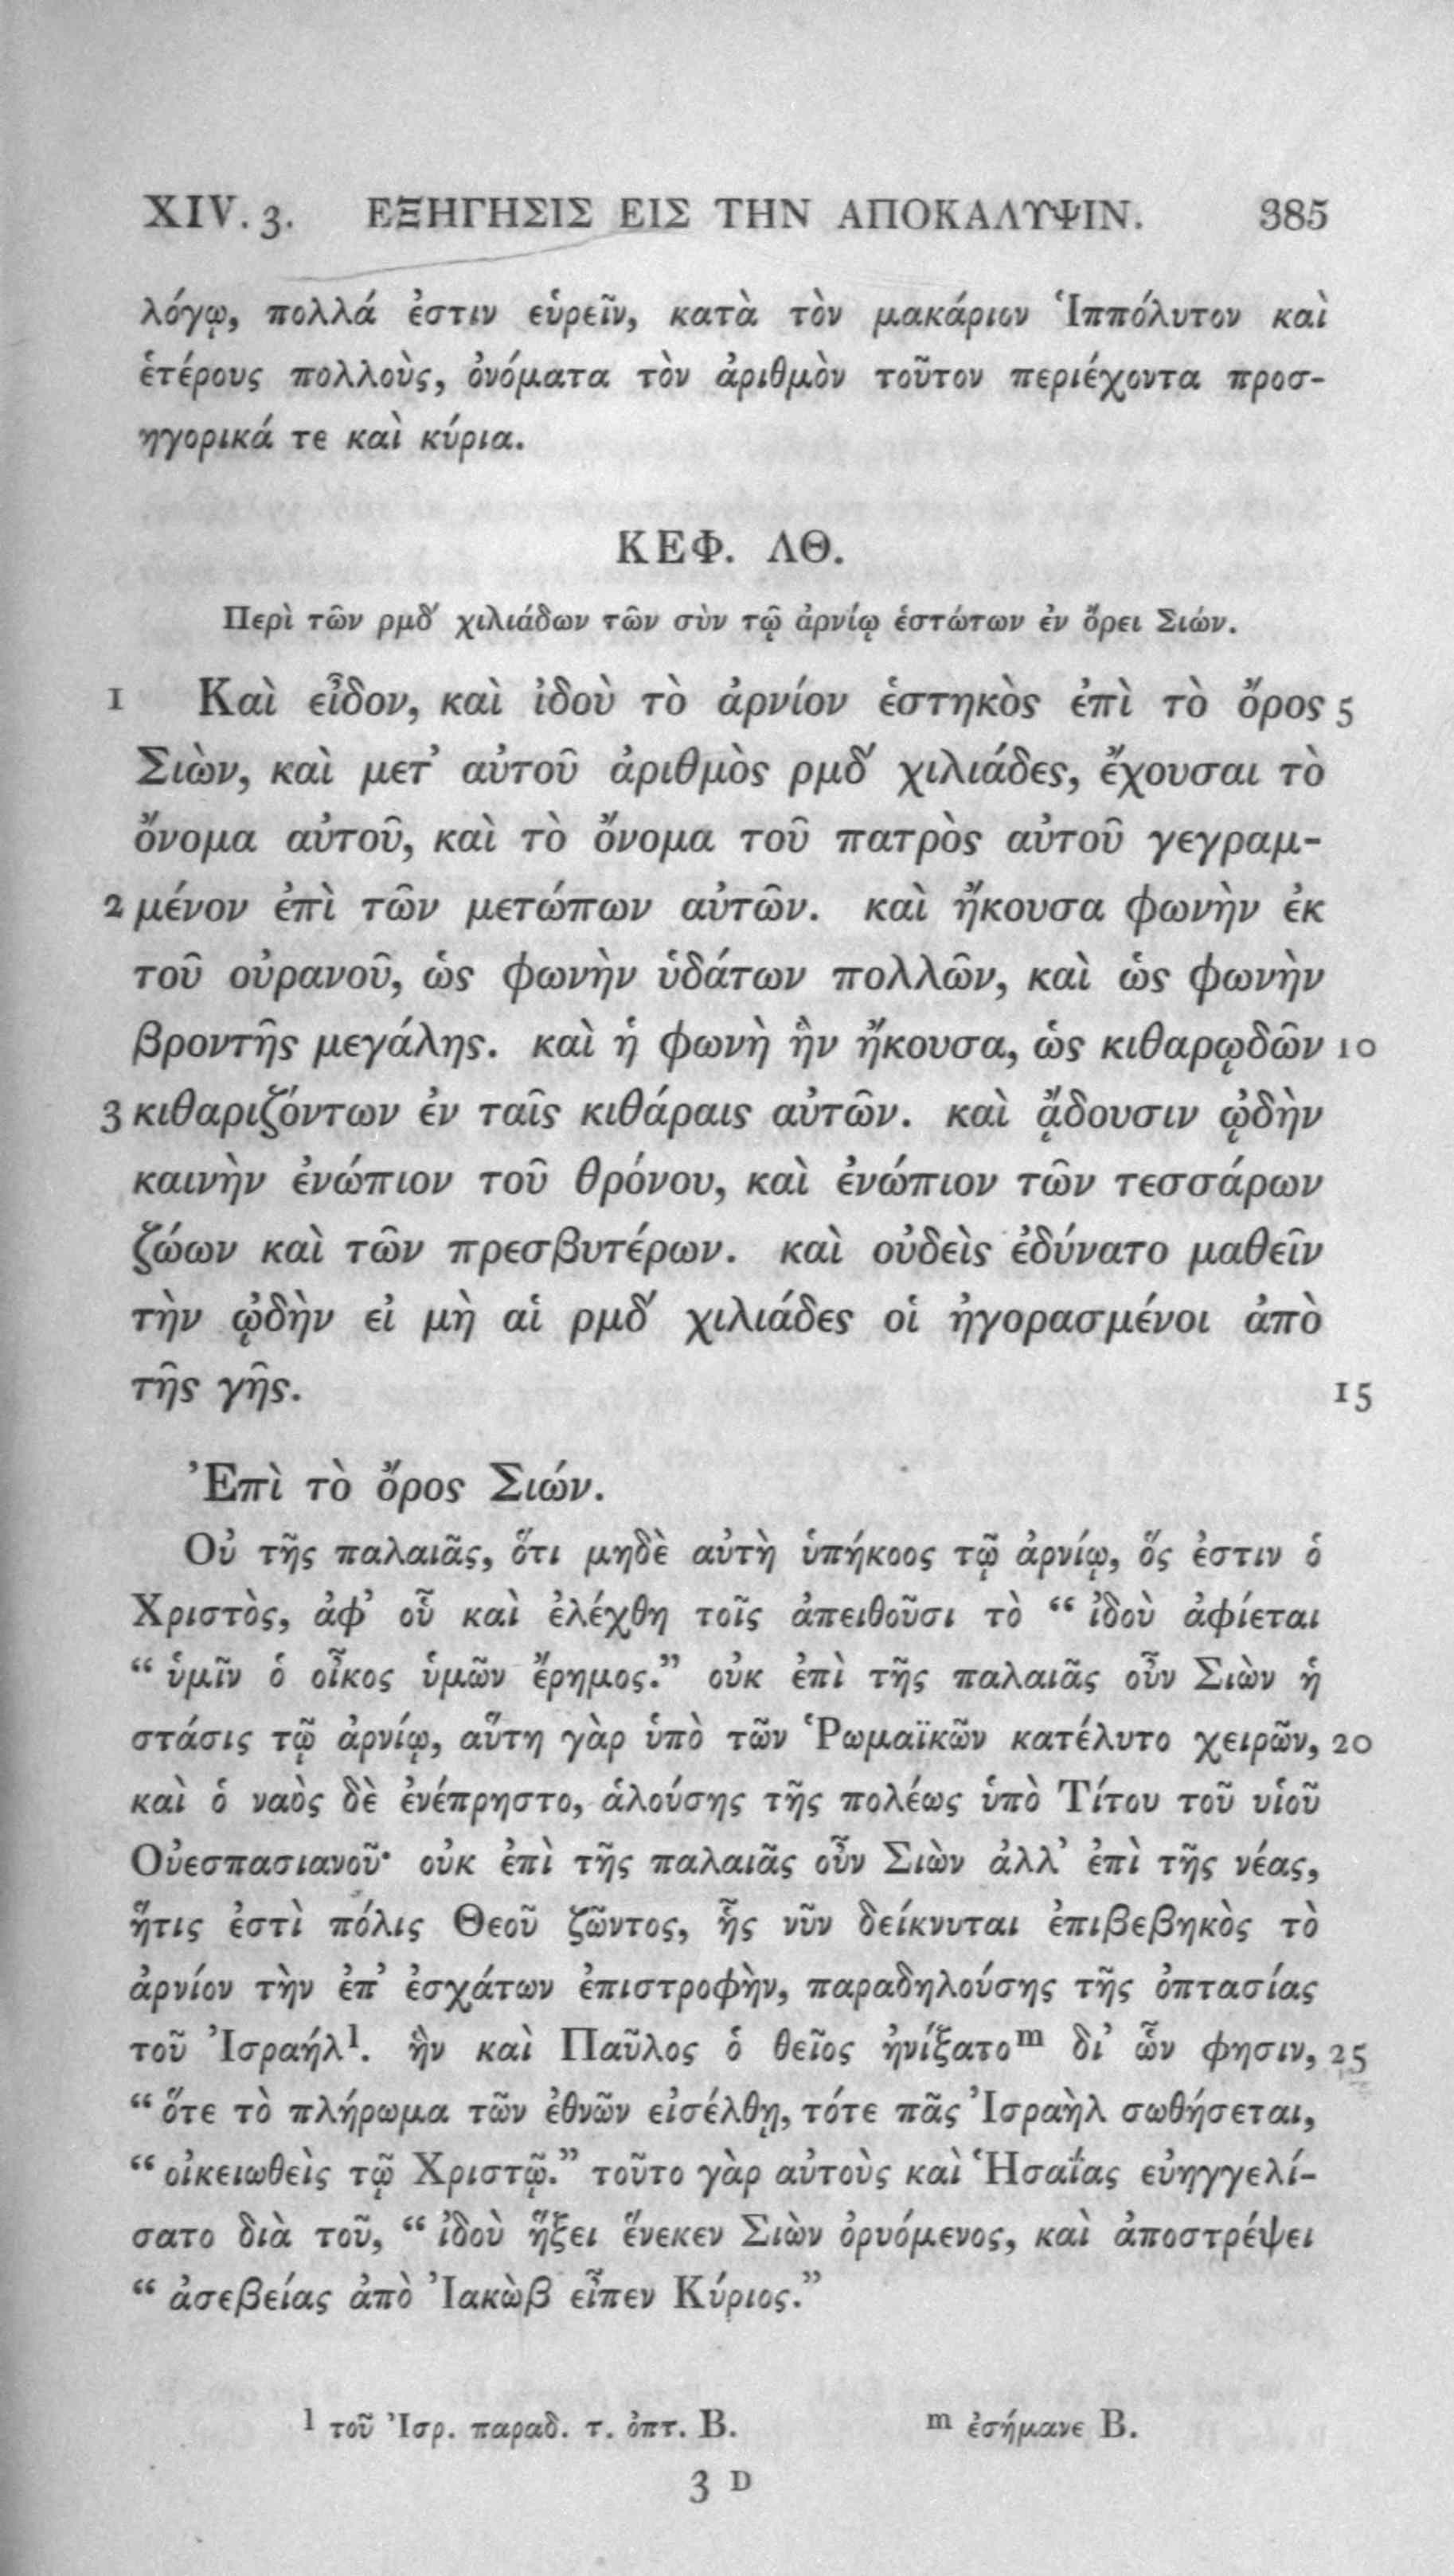 XIV. 3. ΕΞΗΓΗΣΙΣ ΕΙΣ ΤΗΝ ΑΠΟΚΑΛΥΨΙΝ. 385
λόγῳ, πολλά ἐστιν εὑρεῖν, κατὰ τὸν μακάριον Ἱππόλυτον καὶ
ἑτέρους πολλοὺς, ὀνόματα τὸν ἀριθμὸν τοῦτον περιέχοντα προσ-
ηγορικά τε καὶ κύρια.
ΚΕΦ. ΛΘ.
Περὶ τῶν ρμδ´ χιλιάδων τῶν σὺν τῷ ἀρνίῳ ἑστώτων ἐν ὄρει Σιών.
1 Καὶ εἶδον, καὶ ἰδοὺ τὸ ἀρνίον ἑστηκὸς ἐπὶ τὸ ὄρος 5
Σιὼν, καὶ μετ᾽ αὐτοῦ ἀριθμὸς ρμδ´ χιλιάδες, ἔχουσαι τὸ
ὄνομα αὐτοῦ, καὶ τὸ ὄνομα τοῦ πατρὸς αὐτοῦ γεγραμ-
2 μένον ἐπὶ τῶν μετώπων αὐτῶν. καὶ ἤκουσα φωνὴν ἐκ
τοῦ οὐρανοῦ, ὡς φωνὴν ὑδάτων πολλῶν, καὶ ὡς φωνὴν
βροντῆς μεγάλης. καὶ ἡ φωνὴ ἣν ἤκουσα, ὡς κιθαρῳδῶν 10
3 κιθαριζόντων ἐν ταῖς κιθάραις αὐτῶν. καὶ ᾄδουσιν ᾠδὴν
καινὴν ἐνώπιον τοῦ θρόνου, καὶ ἐνώπιον τῶν τεσσάρων
ζώων καὶ τῶν πρεσβυτέρων. καὶ οὐδεὶς ἐδύνατο μαθεῖν
τὴν ᾠδὴν εἰ μὴ αἱ ρμδ´ χιλιάδες οἱ ἠγορασμένοι ἀπὸ
τῆς γῆς. 15
Ἐπὶ τὸ ὄρος Σιών.
Οὐ τῆς παλαιᾶς, ὅτι μηδὲ αὐτὴ ὑπήκοος τῷ ἀρνίῳ, ὅς ἐστιν ὁ
Χριστὸς, ἀφ᾽ οὗ καὶ ἐλέχθη τοῖς ἀπειθοῦσι τὸ “ ἰδοὺ ἀφίεται
“ ὑμῖν ὁ οἶκος ὑμῶν ἔρημος.” οὐκ ἐπὶ τῆς παλαιᾶς οὖν Σιὼν ἡ
στάσις τῷ ἀρνίῳ, αὕτη γὰρ ὑπὸ τῶν Ῥωμαϊκῶν κατέλυτο χειρῶν, 20
καὶ ὁ ναὸς δὲ ἐνέπρηστο, ἁλούσης τῆς πολέως ὑπὸ Τίτου τοῦ υἱοῦ
Οὐεσπασιανοῦ· οὐκ ἐπὶ τῆς παλαιᾶς οὖν Σιὼν ἀλλ᾽ ἐπὶ τῆς νέας,
ἥτις ἐστὶ πόλις Θεοῦ ζῶντος, ἧς νῦν δείκνυται ἐπιβεβηκὸς τὸ
ἀρνίον τὴν ἐπ᾽ ἐσχάτων ἐπιστροφὴν, παραδηλούσης τῆς ὀπτασίας
τοῦ Ἰσραήλˡ. ἣν καὶ Παῦλος ὁ θεῖος ᾐνίξατοᵐ δι᾽ ὧν φησιν, 25
“ ὅτε τὸ πλήρωμα τῶν ἐθνῶν εἰσέλθῃ, τότε πᾶς Ἰσραὴλ σωθήσεται,
“ οἰκειωθεὶς τῷ Χριστῷ.” τοῦτο γὰρ αὐτοὺς καὶ Ἡσαΐας εὐηγγελί-
σατο διὰ τοῦ, “ ἰδοὺ ἥξει ἕνεκεν Σιὼν ὀρυόμενος, καὶ ἀποστρέψει
“ ἀσεβείας ἀπὸ Ἰακὼβ εἶπεν Κύριος.”
ˡ τοῦ Ἰσρ. παραδ. τ. ὀπτ. B. ᵐ ἐσήμανε B.
3 D